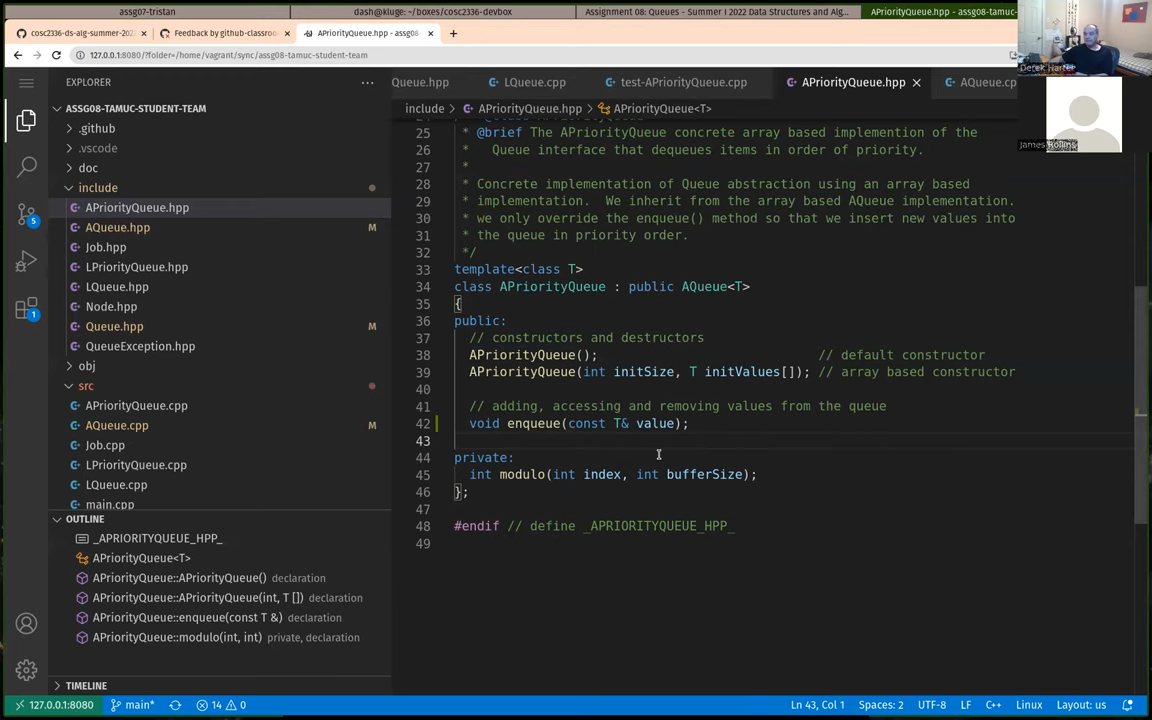 assg07-tristan
dash@kluge: ~/boxes/cosc2336-devbox
Assignment 08: Queues - Summer I 2022 Data Structures and Alg...
APriorityQueue.hpp - assg08-tamuc-
cosc2336-ds-alg-summer-202
Feedback by github-classroo
APriorityQueue.hpp - assg08-
127.0.0.1:8080/?folder=/home/vagrant/sync/assg08-tamuc-student-team
Derek Harter
James Rollins
EXPLORER
Queue.hpp
LQueue.cpp
test-APriorityQueue.cpp
APriorityQueue.hpp
AQueue.cp
include
APriorityQueue.hpp
APriorityQueue<T>
ASSG08-TAMUC-STUDENT-TEAM
.github
.vscode
doc
include
APriorityQueue.hpp
AQueue.hpp M
Job.hpp
LPriorityQueue.hpp
LQueue.hpp
Node.hpp
Queue.hpp M
QueueException.hpp
obj
src
APriorityQueue.cpp
AQueue.cpp M
Job.cpp
LPriorityQueue.cpp
LQueue.cpp
main.cpp
5
1
OUTLINE
_APRIORITYQUEUE_HPP_
APriorityQueue<T>
APriorityQueue::APriorityQueue() declaration
APriorityQueue::APriorityQueue(int, T []) declaration
APriorityQueue::enqueue(const T &) declaration
APriorityQueue::modulo(int, int) private, declaration
TIMELINE
25 * @brief The APriorityQueue concrete array based implemention of the
26 * Queue interface that dequeues items in order of priority.
27 *
28 * Concrete implementation of Queue abstraction using an array based
29 * implementation. We inherit from the array based AQueue implementation.
30 * we only override the enqueue() method so that we insert new values into
31 * the queue in priority order.
32 */
33 template<class T>
34 class APriorityQueue : public AQueue<T>
35 {
36 public:
37 // constructors and destructors
38 APriorityQueue(); // default constructor
39 APriorityQueue(int initSize, T initValues[]); // array based constructor
40
41 // adding, accessing and removing values from the queue
42 void enqueue(const T& value);
43
44 private:
45 int modulo(int index, int bufferSize);
46 };
47
48 #endif // define _APRIORITYQUEUE_HPP_
49
127.0.0.1:8080
main*
14
0
Ln 43, Col 1
Spaces: 2
UTF-8
LF
C++
Linux
Layout: us